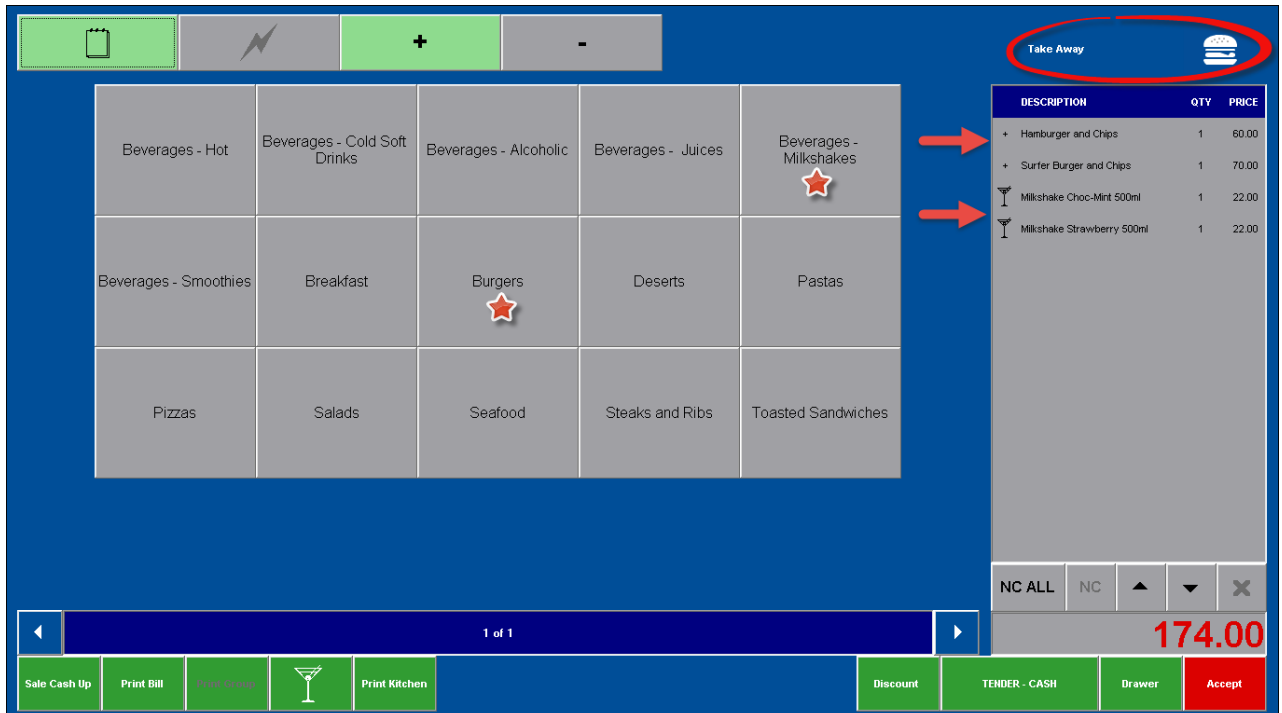 +
-
Take Away
Beverages - Hot
Beverages - Cold Soft
Drinks
Beverages - Alcoholic
Beverages - Juices
Beverages -
Milkshakes
Beverages - Smoothies
Breakfast
Burgers
Deserts
Pastas
Pizzas
Salads
Seafood
Steaks and Ribs
Toasted Sandwiches
DESCRIPTION QTY PRICE
+ Hamburger and Chips 1 60.00
+ Surfer Burger and Chips 1 70.00
Milkshake Choc-Mint 500ml 1 22.00
Milkshake Strawberry 500ml 1 22.00
NC ALL NC
174.00
1 of 1
Sale Cash Up
Print Bill
Print Kitchen
Discount
TENDER - CASH
Drawer
Accept